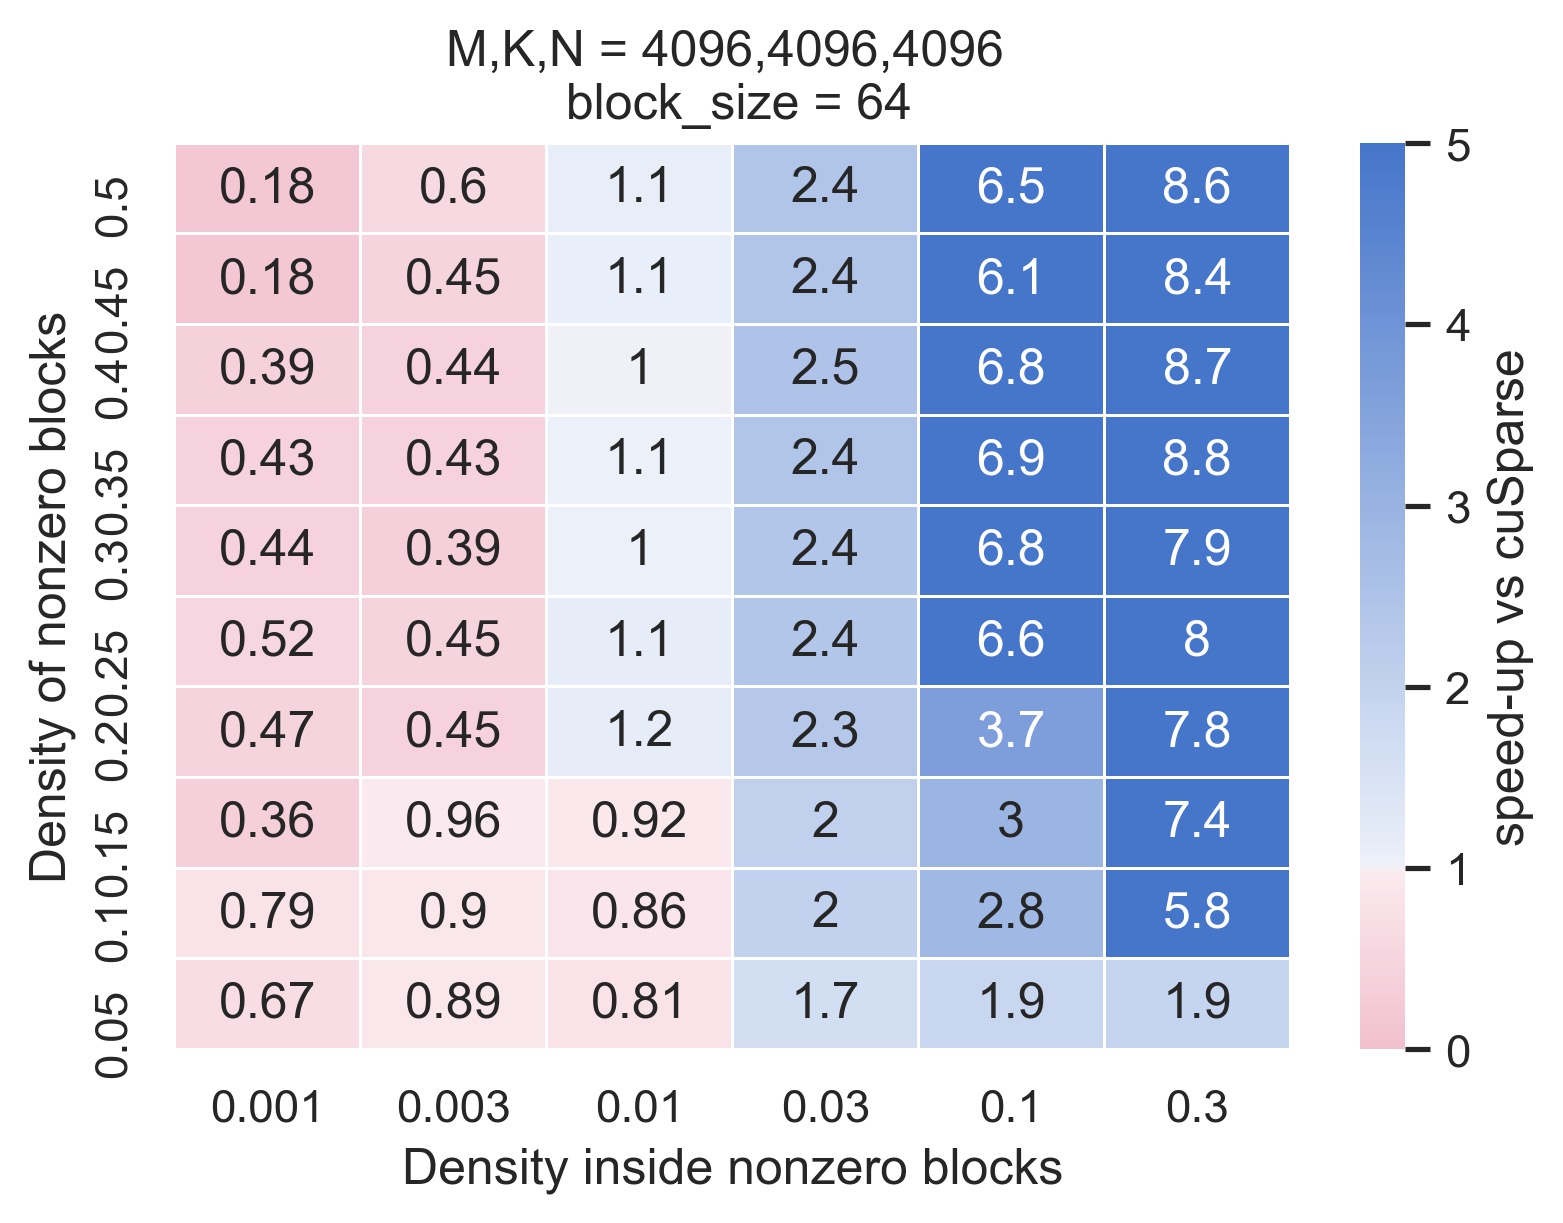 M,K,N = 4096,4096,4096
block_size = 64
Density of nonzero blocks
0.5 0.18 0.6 1.1 2.4 6.5 8.6
0.45 0.18 0.45 1.1 2.4 6.1 8.4
0.4 0.39 0.44 1 2.5 6.8 8.7
0.35 0.43 0.43 1.1 2.4 6.9 8.8
0.3 0.44 0.39 1 2.4 6.8 7.9
0.25 0.52 0.45 1.1 2.4 6.6 8
0.2 0.47 0.45 1.2 2.3 3.7 7.8
0.15 0.36 0.96 0.92 2 3 7.4
0.1 0.79 0.9 0.86 2 2.8 5.8
0.05 0.67 0.89 0.81 1.7 1.9 1.9
0.001 0.003 0.01 0.03 0.1 0.3
Density inside nonzero blocks
5
4
3
2
1
0
speed-up vs cuSparse